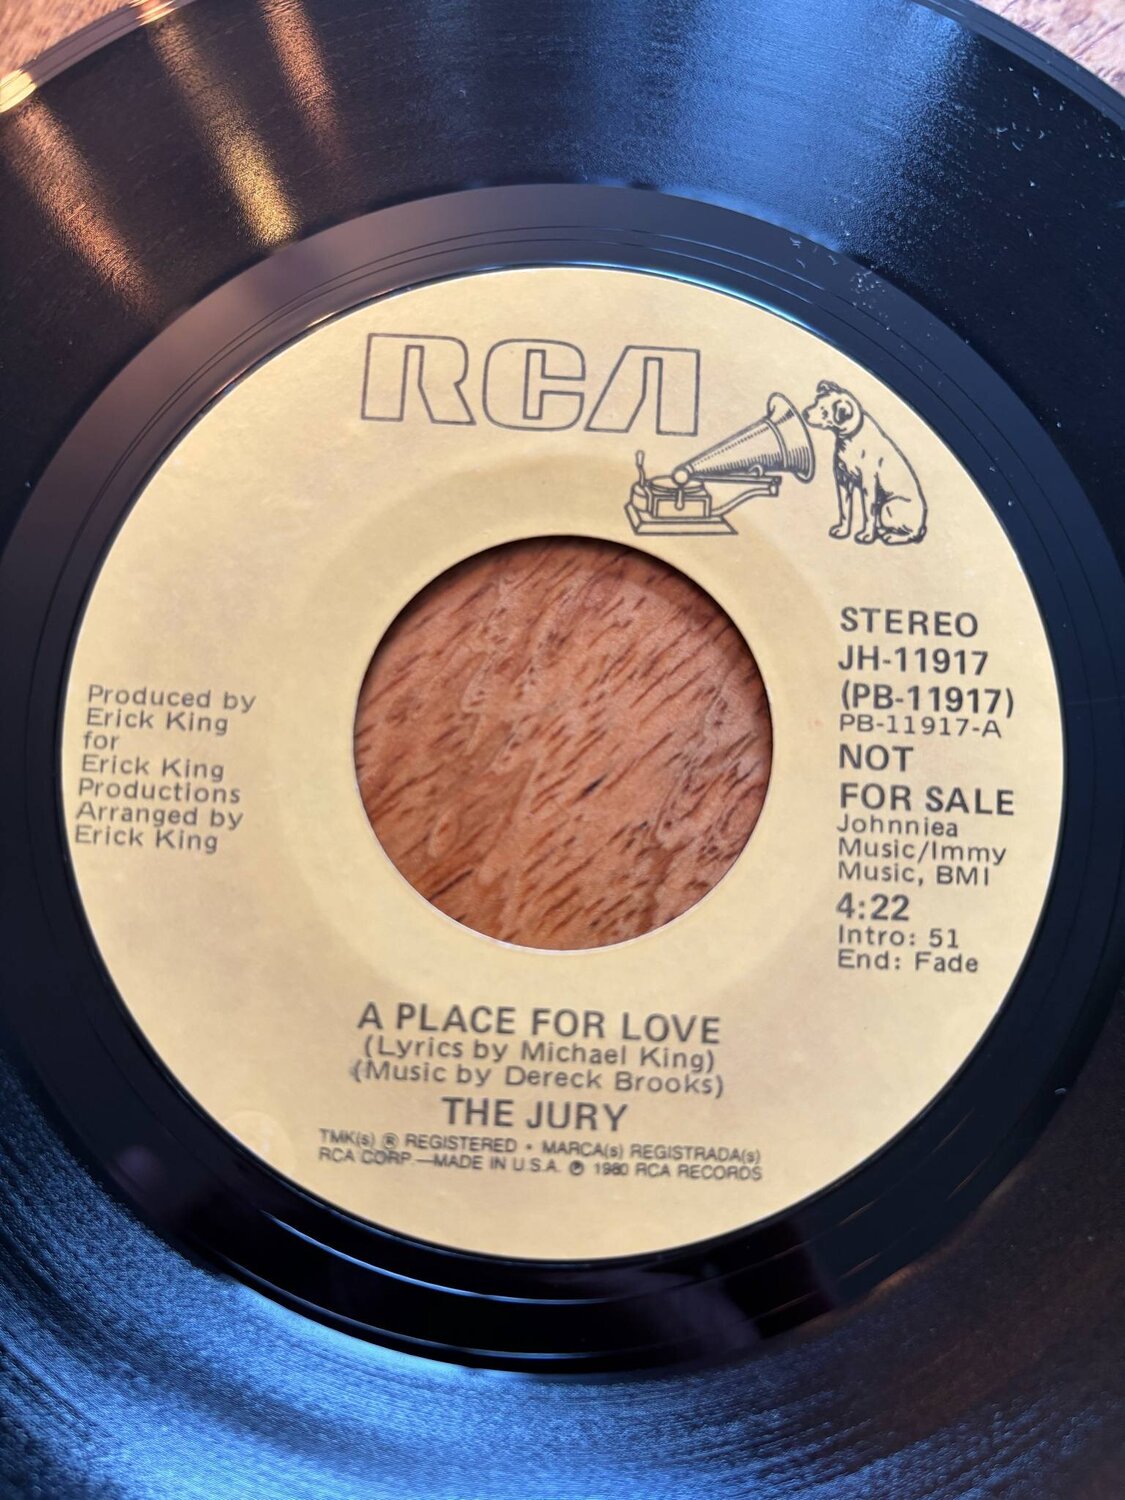 RCA
STEREO
JH-11917
(PB-11917)
PB-11917-A
NOT
FOR SALE
Johnniea
Music/Immy
Music, BMI
4:22
Intro: 51
End: Fade
Produced by
Erick King
for
Erick King
Productions
Arranged by
Erick King
A PLACE FOR LOVE
(Lyrics by Michael King)
(Music by Dereck Brooks)
THE JURY
TMK(s) ® REGISTERED • MARCA(s) REGISTRADA(s)
RCA CORP.—MADE IN U.S.A. ℗ 1980 RCA RECORDS